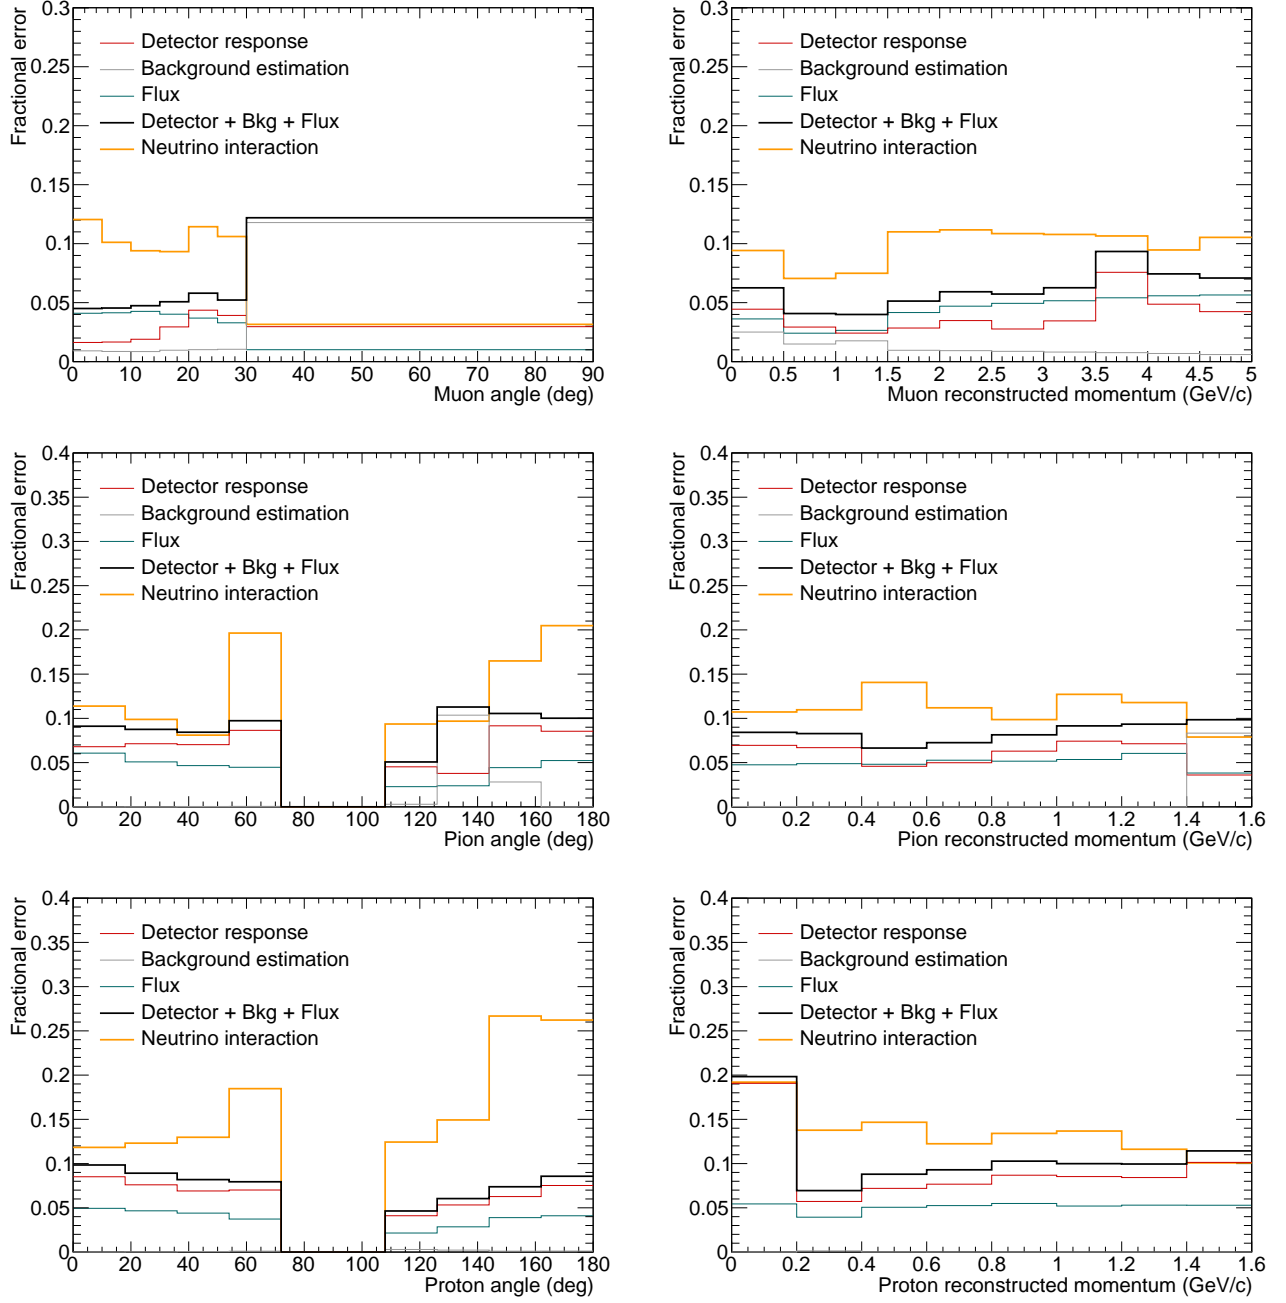 Fractional error
0.3
0.25
0.2
0.15
0.1
0.05
0
Detector response
Background estimation
Flux
Detector + Bkg + Flux
Neutrino interaction
0 10 20 30 40 50 60 70 80 90
Muon angle (deg)
Fractional error
0.3
0.25
0.2
0.15
0.1
0.05
0
Detector response
Background estimation
Flux
Detector + Bkg + Flux
Neutrino interaction
0 0.5 1 1.5 2 2.5 3 3.5 4 4.5 5
Muon reconstructed momentum (GeV/c)
Fractional error
0.4
0.35
0.3
0.25
0.2
0.15
0.1
0.05
0
Detector response
Background estimation
Flux
Detector + Bkg + Flux
Neutrino interaction
0 20 40 60 80 100 120 140 160 180
Pion angle (deg)
Fractional error
0.4
0.35
0.3
0.25
0.2
0.15
0.1
0.05
0
Detector response
Background estimation
Flux
Detector + Bkg + Flux
Neutrino interaction
0 0.2 0.4 0.6 0.8 1 1.2 1.4 1.6
Pion reconstructed momentum (GeV/c)
Fractional error
0.4
0.35
0.3
0.25
0.2
0.15
0.1
0.05
0
Detector response
Background estimation
Flux
Detector + Bkg + Flux
Neutrino interaction
0 20 40 60 80 100 120 140 160 180
Proton angle (deg)
Fractional error
0.4
0.35
0.3
0.25
0.2
0.15
0.1
0.05
0
Detector response
Background estimation
Flux
Detector + Bkg + Flux
Neutrino interaction
0 0.2 0.4 0.6 0.8 1 1.2 1.4 1.6
Proton reconstructed momentum (GeV/c)